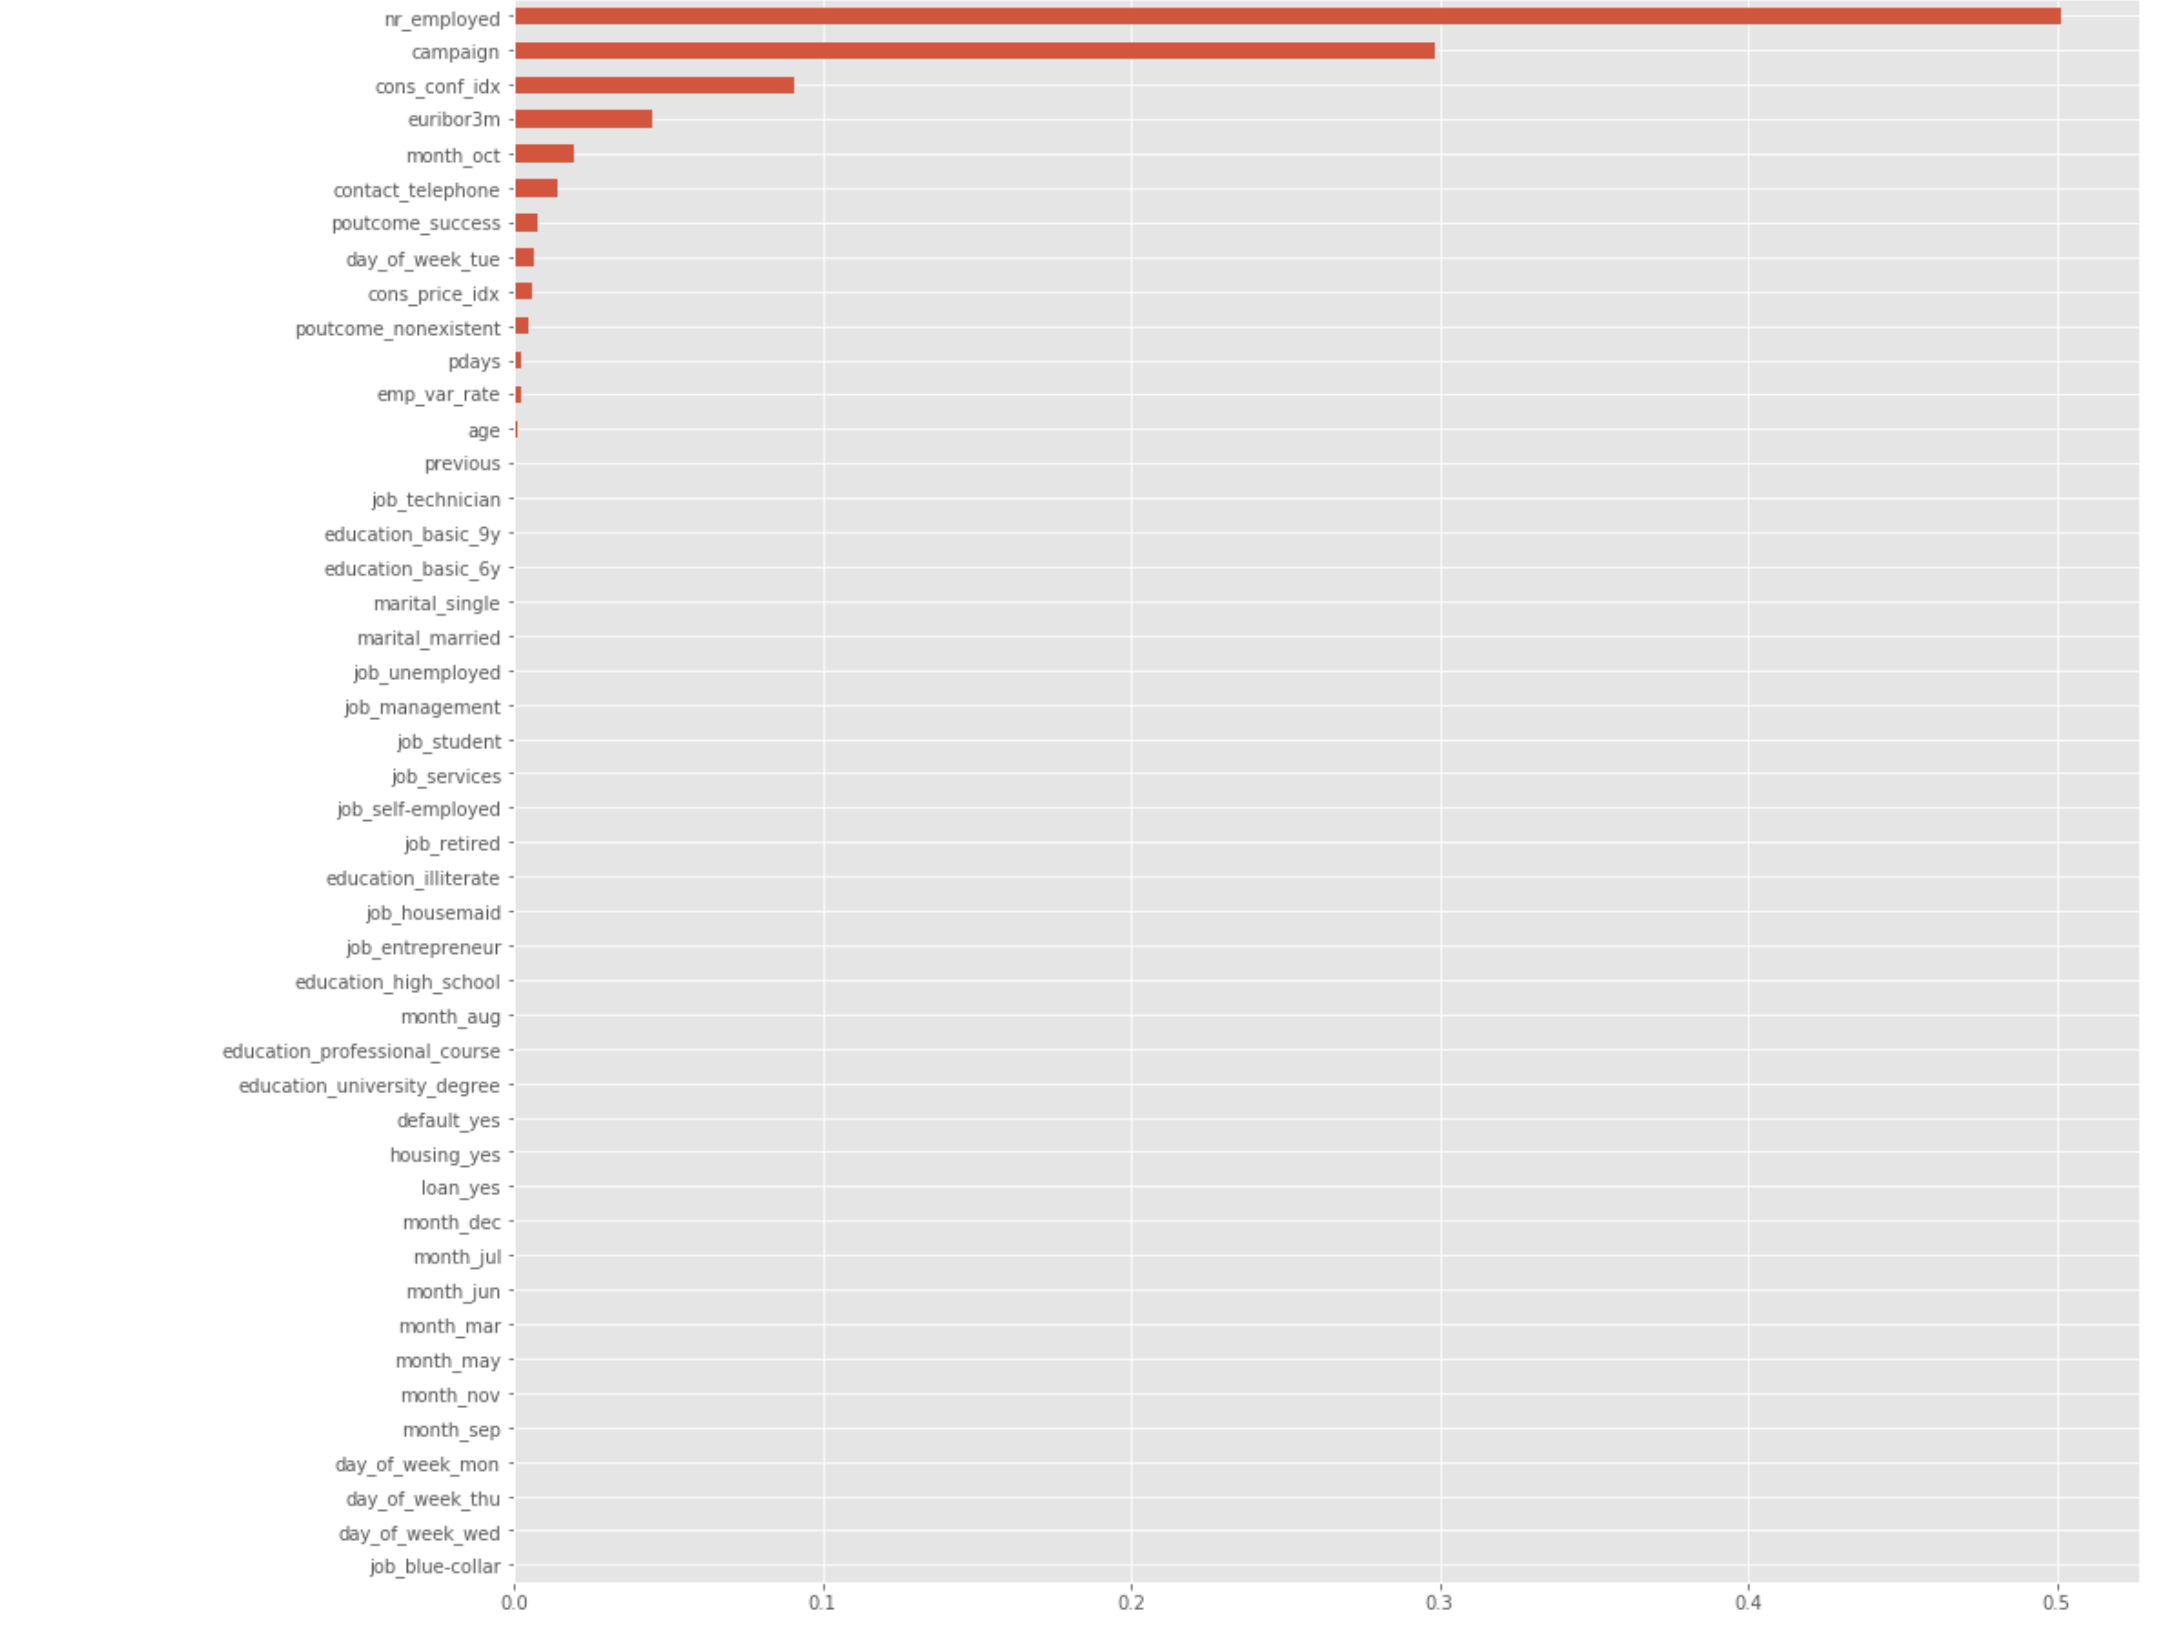 nr_employed
campaign
cons_conf_idx
euribor3m
month_oct
contact_telephone
poutcome_success
day_of_week_tue
cons_price_idx
poutcome_nonexistent
pdays
emp_var_rate
age
previous
job_technician
education_basic_9y
education_basic_6y
marital_single
marital_married
job_unemployed
job_management
job_student
job_services
job_self-employed
job_retired
education_illiterate
job_housemaid
job_entrepreneur
education_high_school
month_aug
education_professional_course
education_university_degree
default_yes
housing_yes
loan_yes
month_dec
month_jul
month_jun
month_mar
month_may
month_nov
month_sep
day_of_week_mon
day_of_week_thu
day_of_week_wed
job_blue-collar
0.0 0.1 0.2 0.3 0.4 0.5